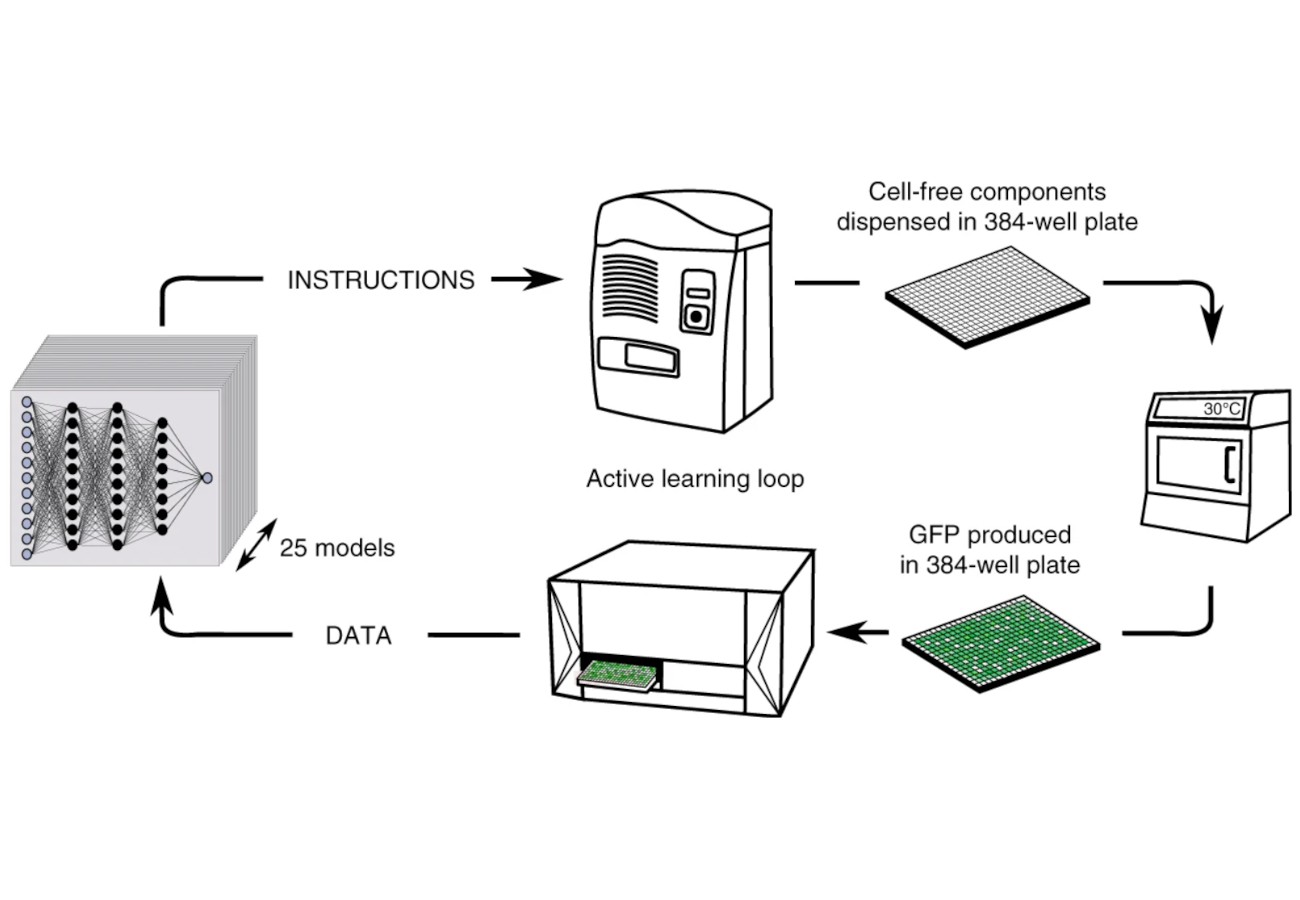 Cell-free components
dispensed in 384-well plate
INSTRUCTIONS
30°C
Active learning loop
GFP produced
in 384-well plate
25 models
DATA